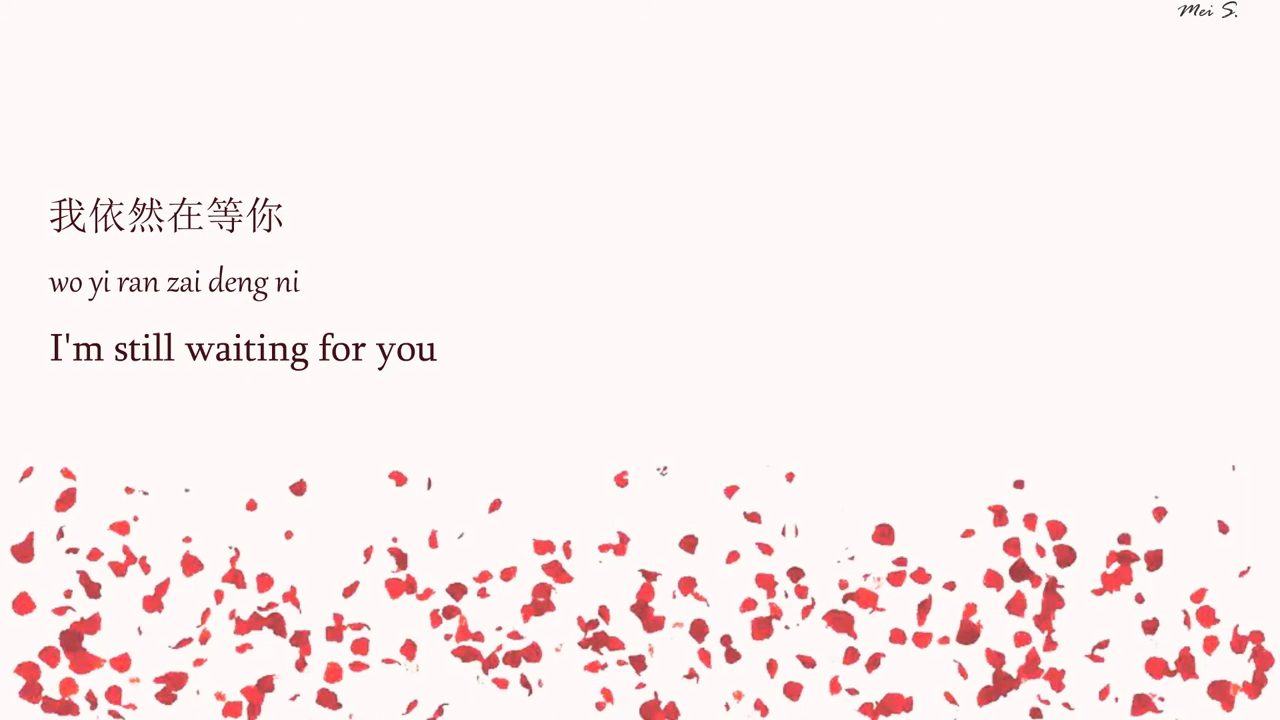 Mei S.
我依然在等你
wo yi ran zai deng ni
I'm still waiting for you